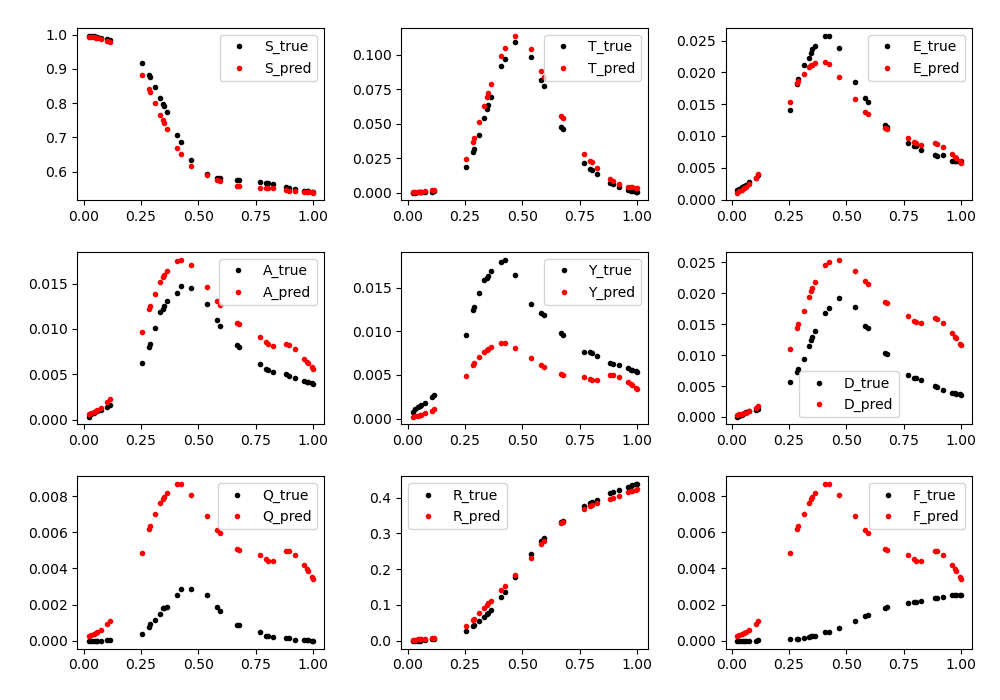 1.0
0.9
0.8
0.7
0.6
0.00 0.25 0.50 0.75 1.00
S_true
S_pred
0.100
0.075
0.050
0.025
0.000
0.00 0.25 0.50 0.75 1.00
T_true
T_pred
0.025
0.020
0.015
0.010
0.005
0.000
0.00 0.25 0.50 0.75 1.00
E_true
E_pred
0.015
0.010
0.005
0.000
0.00 0.25 0.50 0.75 1.00
A_true
A_pred
0.015
0.010
0.005
0.000
0.00 0.25 0.50 0.75 1.00
Y_true
Y_pred
0.025
0.020
0.015
0.010
0.005
0.000
0.00 0.25 0.50 0.75 1.00
D_true
D_pred
0.008
0.006
0.004
0.002
0.000
0.00 0.25 0.50 0.75 1.00
Q_true
Q_pred
0.4
0.3
0.2
0.1
0.0
0.00 0.25 0.50 0.75 1.00
R_true
R_pred
0.008
0.006
0.004
0.002
0.000
0.00 0.25 0.50 0.75 1.00
F_true
F_pred